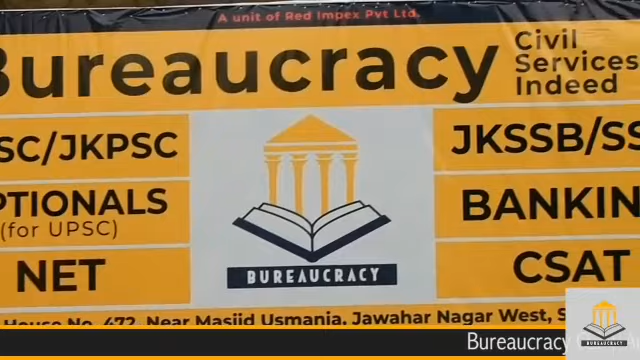 A unit of Red Impex Pvt Ltd.
Bureaucracy
Civil
Services
Indeed
SC/JKPSC
PTIONALS
(for UPSC)
NET
BUREAUCRACY
JKSSB/SS
BANKIN
CSAT
House No. 472, Near Masjid Usmania, Jawahar Nagar West, S
Bureaucracy